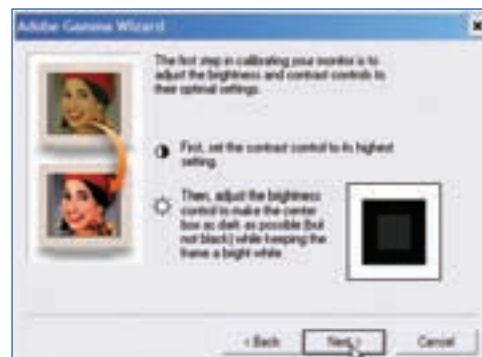 Adobe Gamma Wizard
The first step in calibrating your monitor is to
adjust the brightness and contrast controls to
their optimal settings.
First, set the contrast control to its highest
setting.
Then, adjust the brightness
control to make the center
box as dark as possible (but
not black) while keeping the
frame a bright white.
< Back
Next >
Cancel